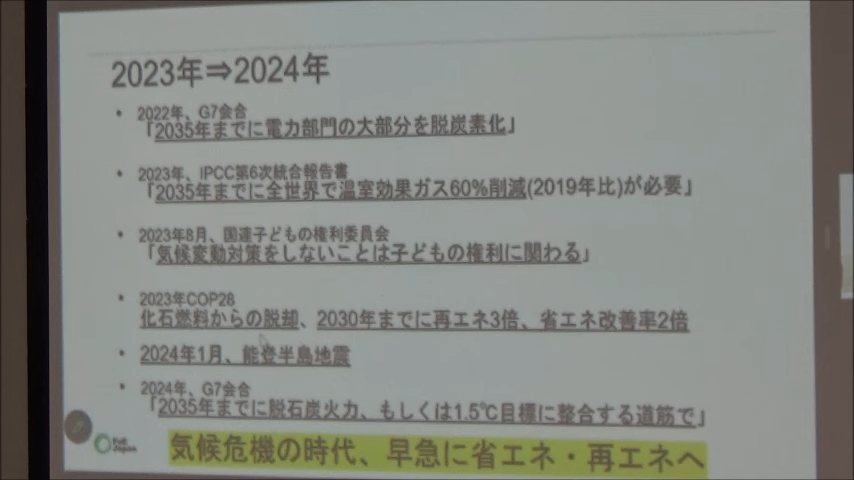 2023年⇒2024年
• 2022年、G7会合
「2035年までに電力部門の大部分を脱炭素化」
• 2023年、IPCC第6次統合報告書
「2035年までに全世界で温室効果ガス60%削減(2019年比)が必要」
• 2023年8月、国連子どもの権利委員会
「気候変動対策をしないことは子どもの権利に関わる」
• 2023年COP28
化石燃料からの脱却、2030年までに再エネ3倍、省エネ改善率2倍
• 2024年1月、能登半島地震
• 2024年、G7会合
「2035年までに脱石炭火力、もしくは1.5℃目標に整合する道筋で」
FoE
Japan
気候危機の時代、早急に省エネ・再エネへ